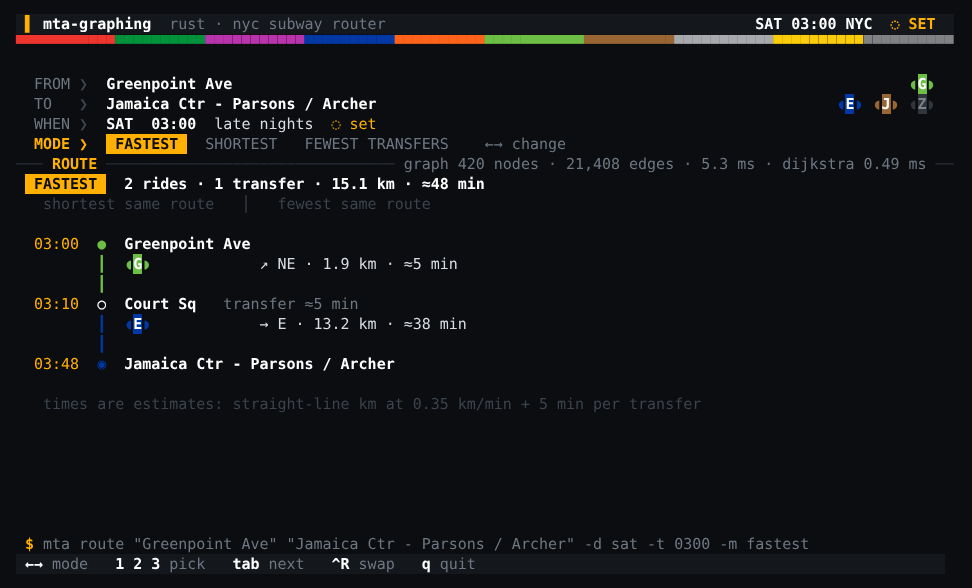 mta-graphing rust · nyc subway router SAT 03:00 NYC ◌ SET
FROM ❯ Greenpoint Ave G
TO ❯ Jamaica Ctr - Parsons / Archer E J Z
WHEN ❯ SAT 03:00 late nights ◌ set
MODE ❯ FASTEST SHORTEST FEWEST TRANSFERS ←→ change
ROUTE graph 420 nodes · 21,408 edges · 5.3 ms · dijkstra 0.49 ms
FASTEST 2 rides · 1 transfer · 15.1 km · ≈48 min
shortest same route │ fewest same route
03:00 ● Greenpoint Ave
G ↗ NE · 1.9 km · ≈5 min
03:10 ○ Court Sq transfer ≈5 min
E → E · 13.2 km · ≈38 min
03:48 ◉ Jamaica Ctr - Parsons / Archer
times are estimates: straight-line km at 0.35 km/min + 5 min per transfer
$ mta route "Greenpoint Ave" "Jamaica Ctr - Parsons / Archer" -d sat -t 0300 -m fastest
←→ mode 1 2 3 pick tab next ^R swap q quit